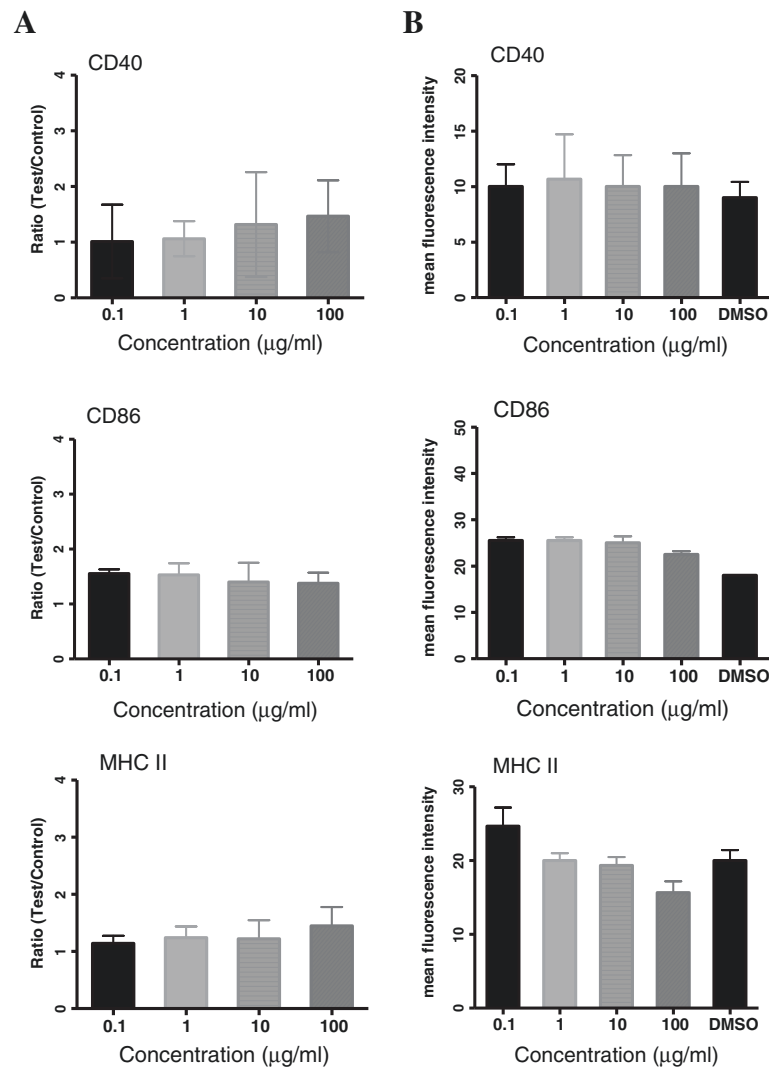 A
B
CD40
Ratio (Test/Control)
4
3
2
1
0
0.1 1 10 100
Concentration (μg/ml)
CD40
mean fluorescence intensity
20
15
10
5
0
0.1 1 10 100 DMSO
Concentration (μg/ml)
CD86
Ratio (Test/Control)
4
3
2
1
0
0.1 1 10 100
Concentration (μg/ml)
CD86
mean fluorescence intensity
50
40
30
20
10
0
0.1 1 10 100 DMSO
Concentration (μg/ml)
MHC II
Ratio (Test/Control)
4
3
2
1
0
0.1 1 10 100
Concentration (μg/ml)
MHC II
mean fluorescence intensity
30
20
10
0
0.1 1 10 100 DMSO
Concentration (μg/ml)